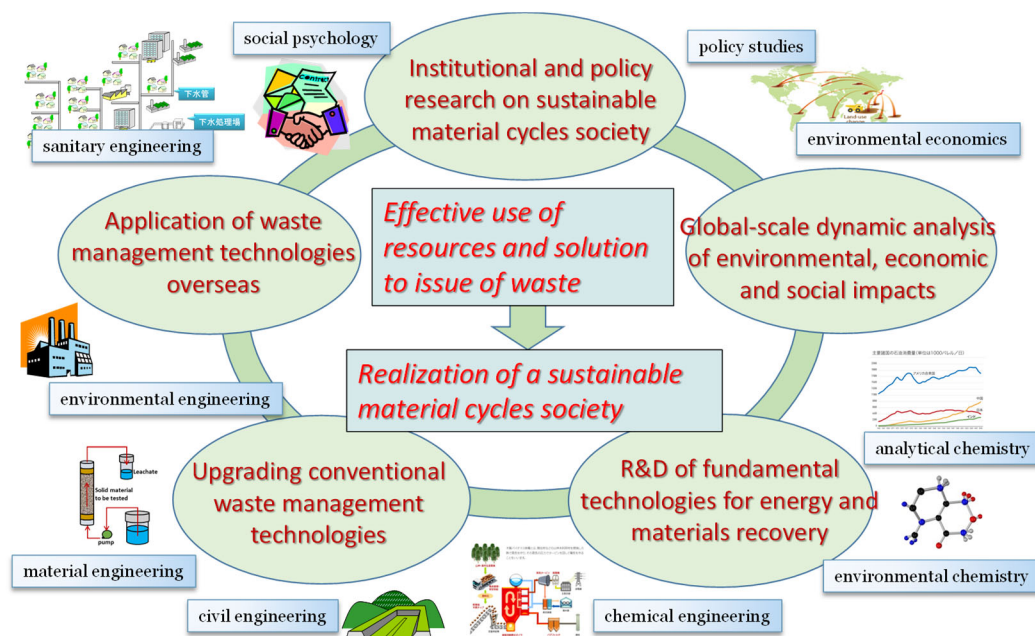 social psychology
policy studies
Institutional and policy
research on sustainable
material cycles society
contract
下水管
下水処理場
Land-use
change
sanitary engineering
environmental economics
Application of waste
management technologies
overseas
Effective use of
resources and solution
to issue of waste
Global-scale dynamic analysis
of environmental, economic
and social impacts
environmental engineering
Realization of a sustainable
material cycles society
analytical chemistry
Leachate
Solid material
to be tested
pump
Upgrading conventional
waste management
technologies
R&D of fundamental
technologies for energy and
materials recovery
material engineering
environmental chemistry
civil engineering
chemical engineering